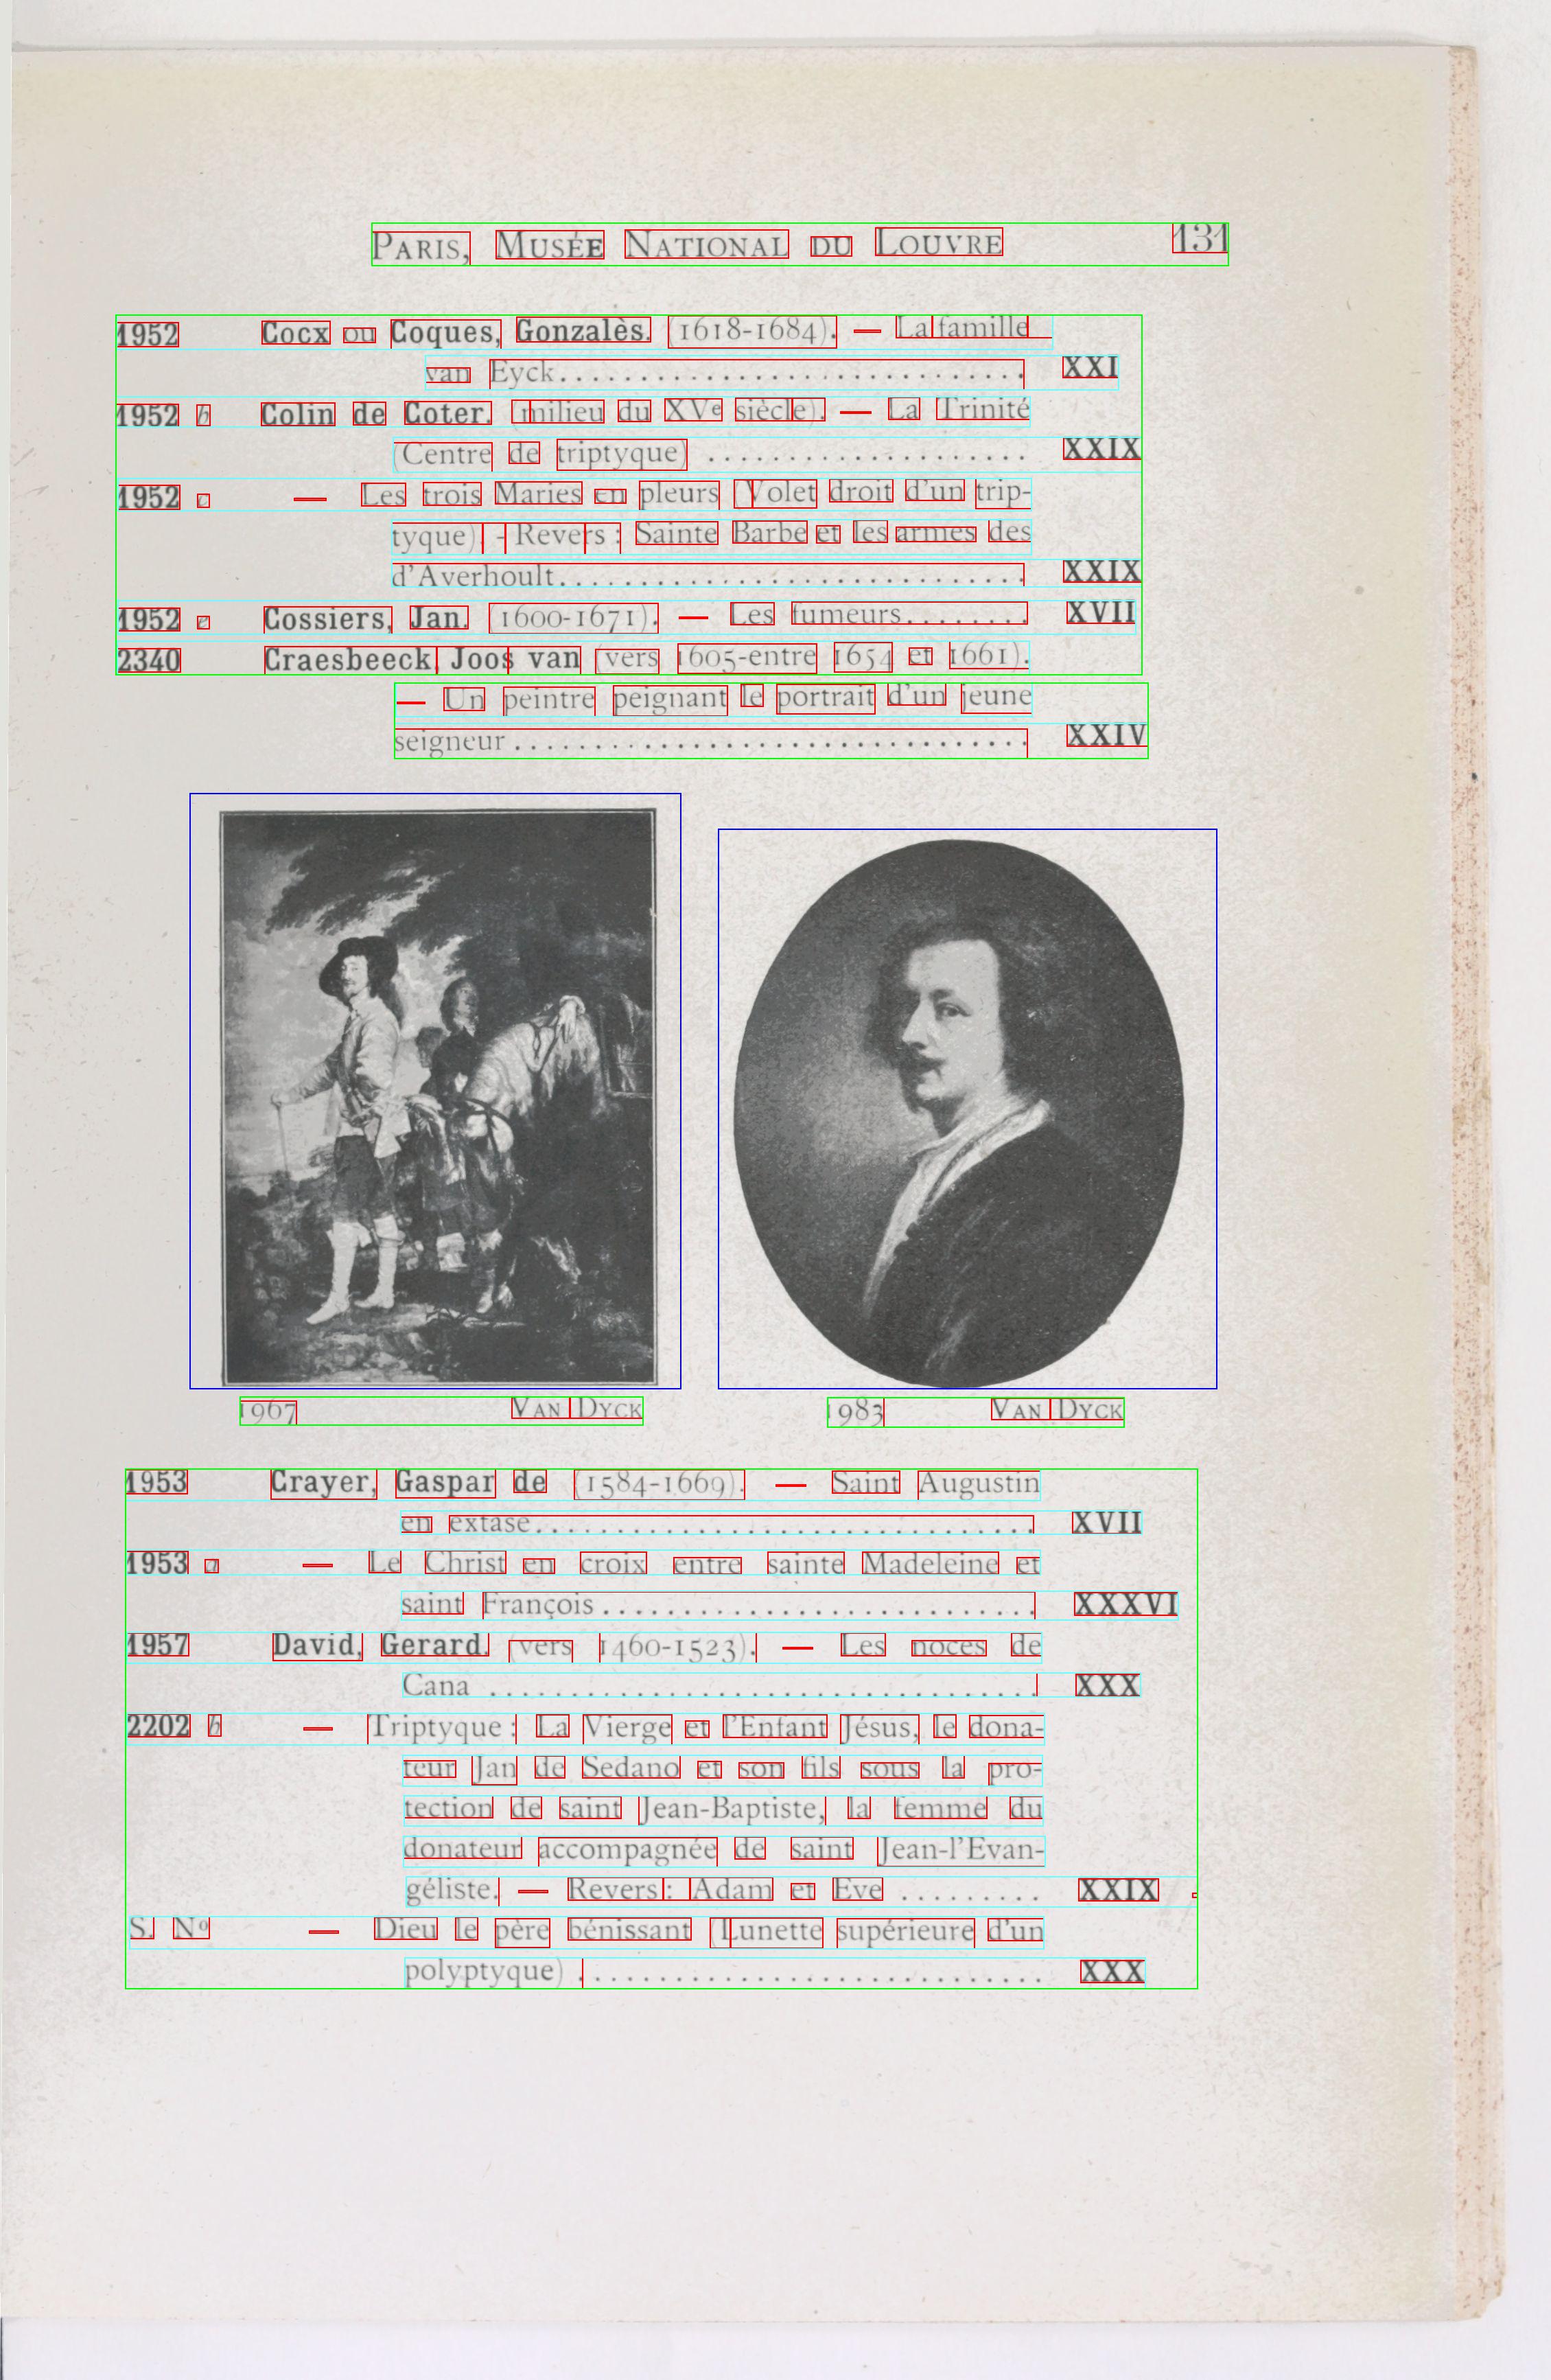 PARIS, MUSÉE NATIONAL DU LOUVRE 131
1952 Cocx ou Coques, Gonzalès. (1618-1684). — La famille
van Eyck.............................. XXI
1952 b Colin de Coter. (milieu du XVe siècle). — La Trinité
(Centre de triptyque) .................... XXIX
1952 c — Les trois Maries en pleurs (Volet droit d'un trip-
tyque). - Revers : Sainte Barbe et les armes des
d'Averhoult.............................. XXIX
1952 e Cossiers, Jan. (1600-1671). — Les fumeurs........ XVII
2340 Craesbeeck, Joos van (vers 1605-entre 1654 et 1661).
— Un peintre peignant le portrait d'un jeune
seigneur ................................ XXIV
1967 VAN DYCK
1983 VAN DYCK
1953 Crayer, Gaspar de (1584-1669). — Saint Augustin
en extase................................ XVII
1953 a — Le Christ en croix entre sainte Madeleine et
saint François............................ XXXVI
1957 David, Gerard. (vers 1460-1523). — Les noces de
Cana ................................... XXX
2202 b — Triptyque : La Vierge et l'Enfant Jésus, le dona-
teur Jan de Sedano et son fils sous la pro-
tection de saint Jean-Baptiste, la femme du
donateur accompagnée de saint Jean-l'Evan-
géliste. — Revers : Adam et Eve ......... XXIX
S. No — Dieu le père bénissant (Lunette supérieure d'un
polyptyque) .............................. XXX